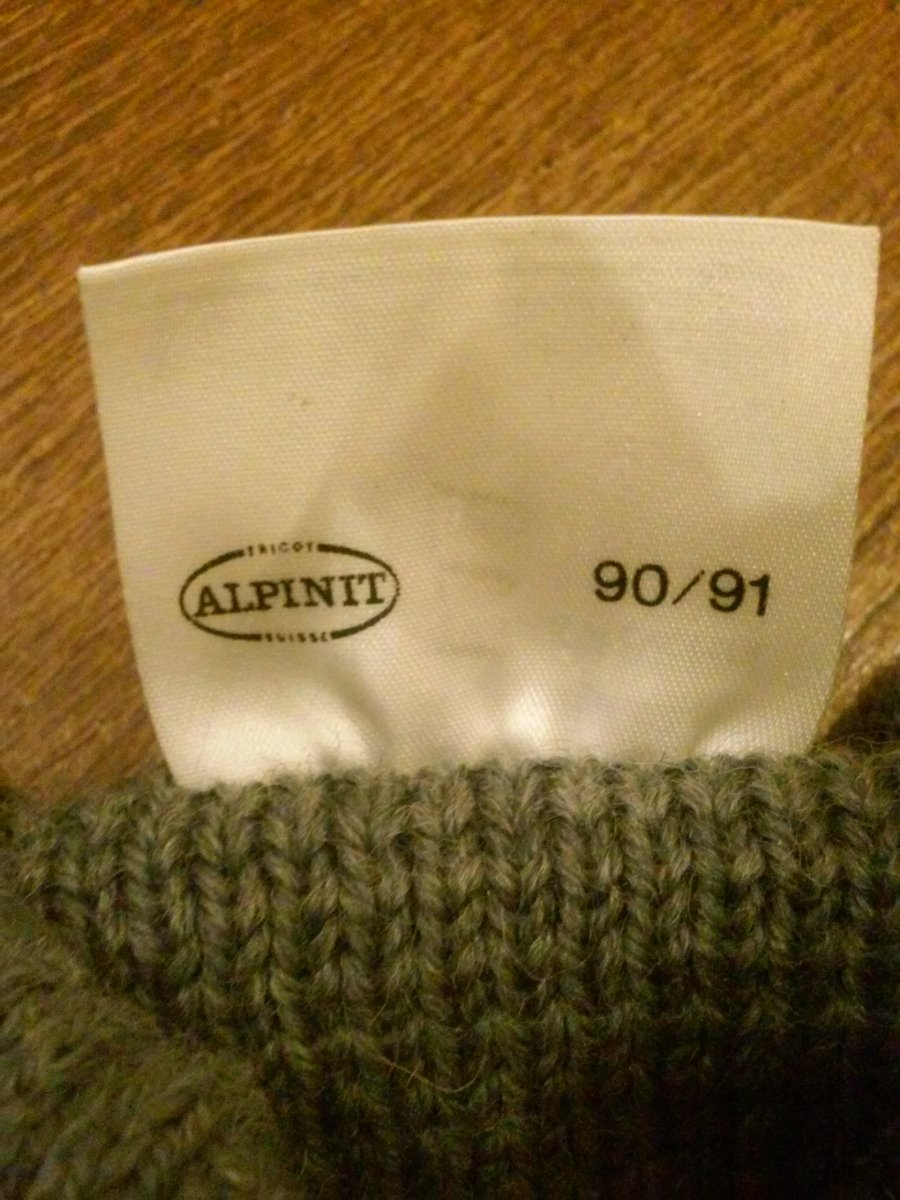 TRICOT
ALPINIT
SUISSE
90/91